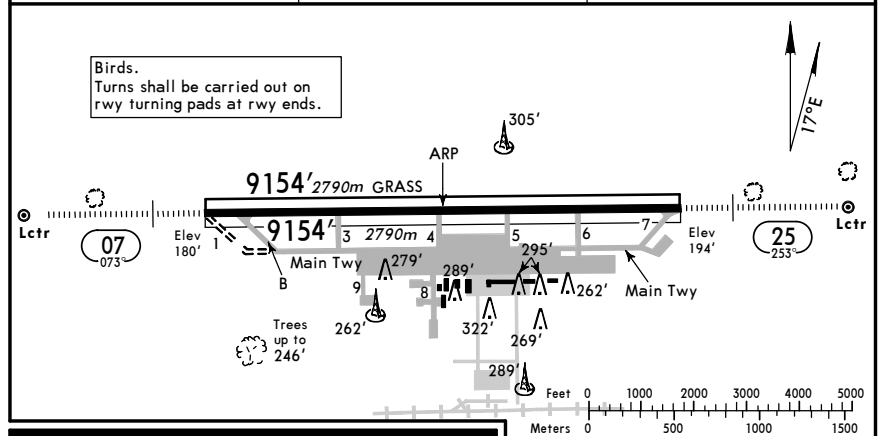 Birds.
Turns shall be carried out on
rwy turning pads at rwy ends.
17°E
305'
ARP
9154' 2790m GRASS
Lctr
07
073°
Elev
180'
1
9154' 2790m
3
4
5
6
7
Elev
194'
25
253°
Lctr
B
Main Twy
279'
289'
295'
262'
Main Twy
9
8
262'
322'
269'
Trees
up to
246'
289'
Feet 0 1000 2000 3000 4000 5000
Meters 0 500 1000 1500